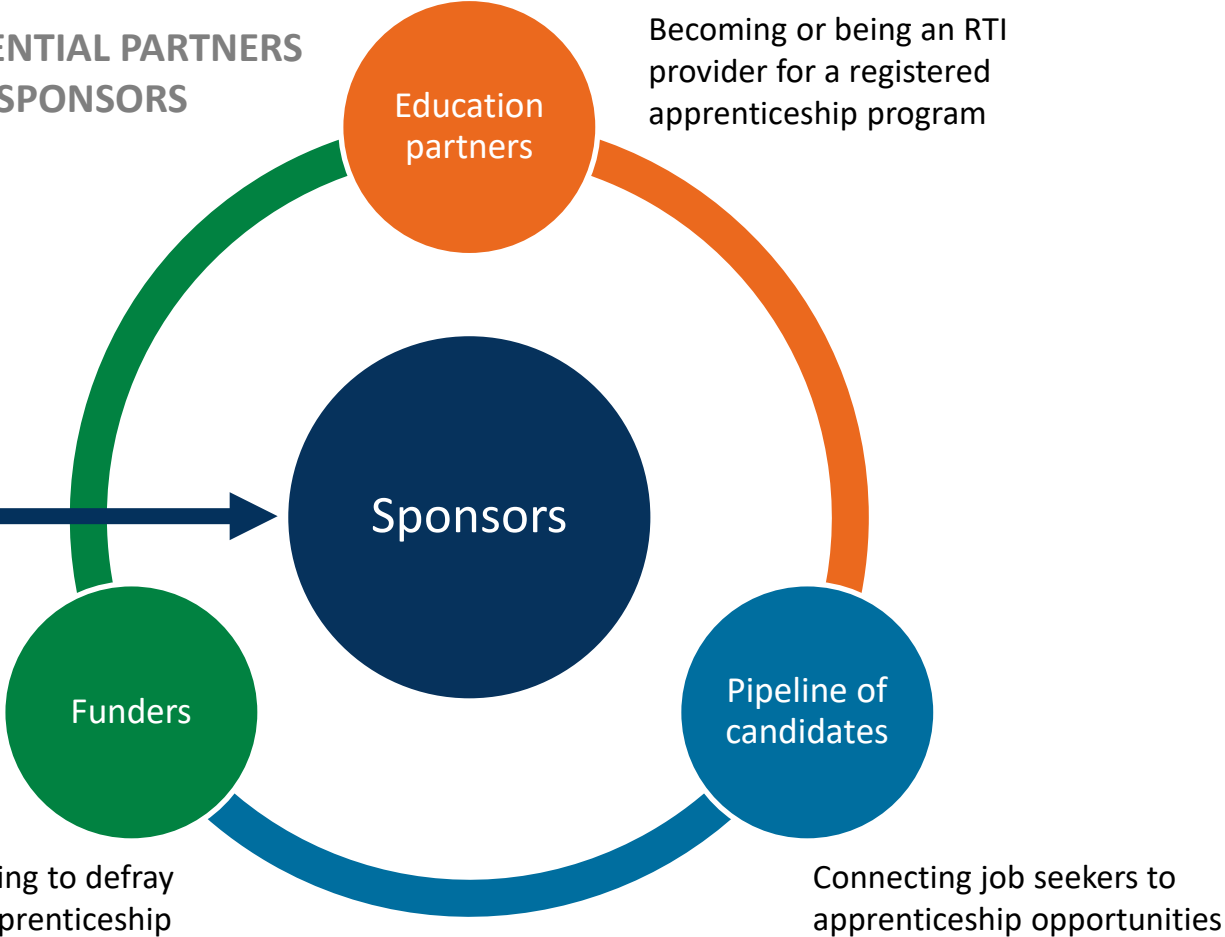 ENTIAL PARTNERS
SPONSORS
Becoming or being an RTI
provider for a registered
apprenticeship program
Education
partners
Sponsors
Funders
Pipeline of
candidates
ing to defray
prenticeship
Connecting job seekers to
apprenticeship opportunities